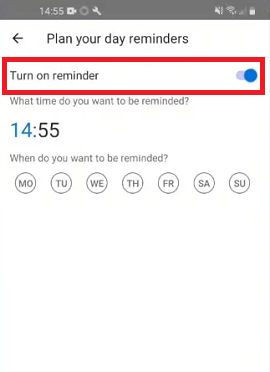 14:55
Plan your day reminders
Turn on reminder
What time do you want to be reminded?
14:55
When do you want to be reminded?
MO TU WE TH FR SA SU